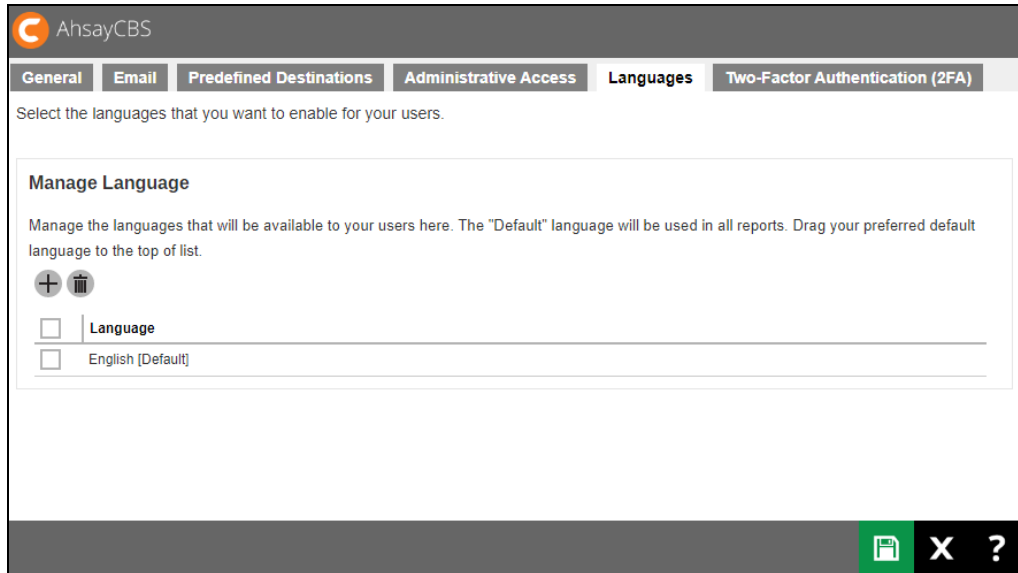 AhsayCBS
General Email Predefined Destinations Administrative Access Languages Two-Factor Authentication (2FA)
Select the languages that you want to enable for your users.
Manage Language
Manage the languages that will be available to your users here. The "Default" language will be used in all reports. Drag your preferred default
language to the top of list.
Language
English [Default]
X ?